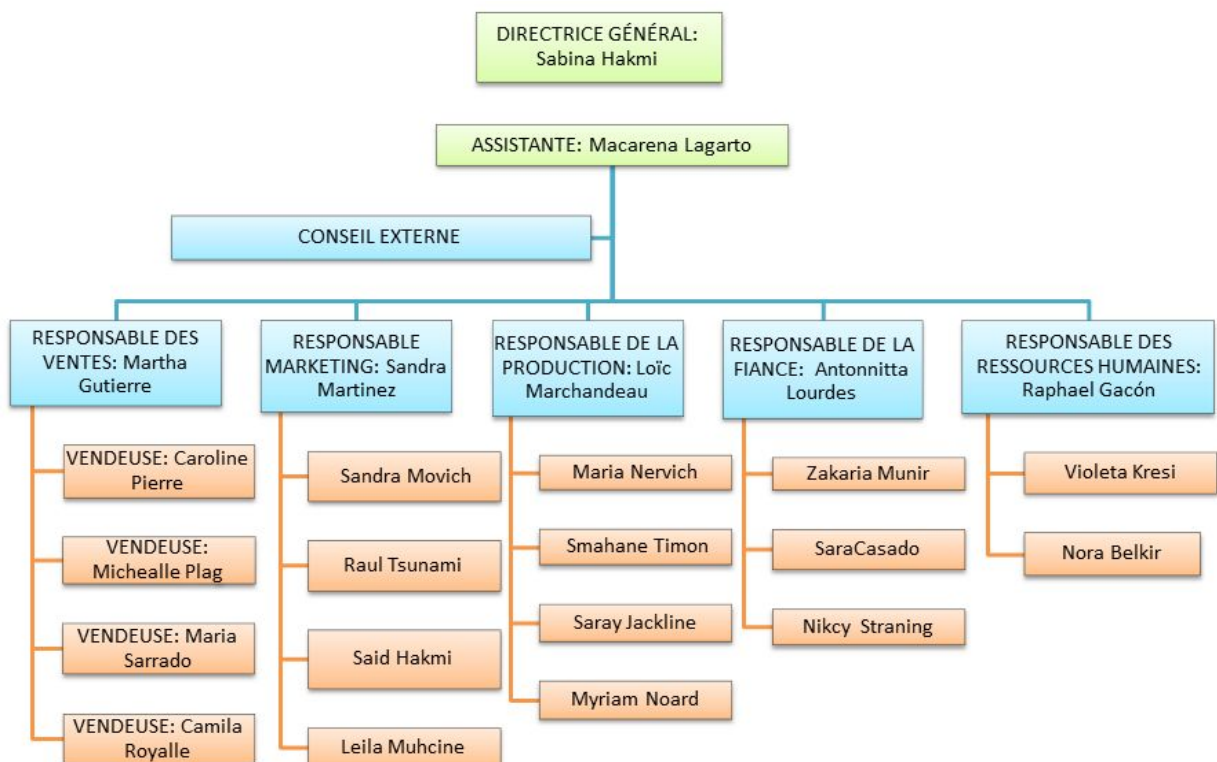 DIRECTRICE GÉNÉRAL:
Sabina Hakmi
ASSISTANTE: Macarena Lagarto
CONSEIL EXTERNE
RESPONSABLE DES
VENTES: Martha
Gutierre
RESPONSABLE
MARKETING: Sandra
Martinez
RESPONSABLE DE LA
PRODUCTION: Loïc
Marchandeau
RESPONSABLE DE LA
FIANCE: Antonnitta
Lourdes
RESPONSABLE DES
RESSOURCES HUMAINES:
Raphael Gacón
VENDEUSE: Caroline
Pierre
VENDEUSE:
Michealle Plag
VENDEUSE: Maria
Sarrado
VENDEUSE: Camila
Royalle
Sandra Movich
Raul Tsunami
Said Hakmi
Leila Muhcine
Maria Nervich
Smahane Timon
Saray Jackline
Myriam Noard
Zakaria Munir
SaraCasado
Nikcy Straning
Violeta Kresi
Nora Belkir